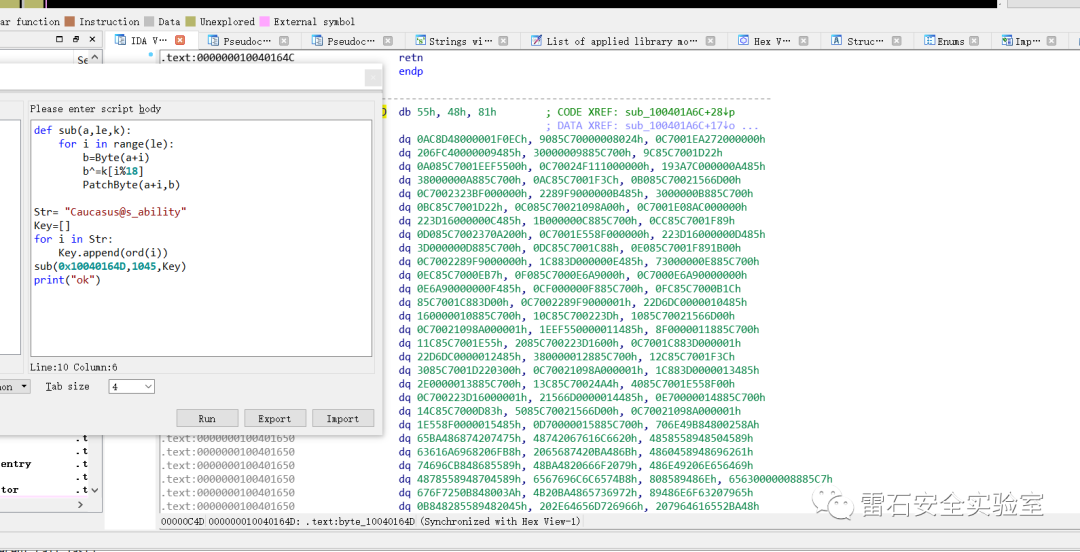 ar function Instruction Data Unexplored External symbol
IDA V··· Pseudoc··· Pseudoc··· Strings wi··· List of applied library mo··· Hex V··· Struc··· Enums Imp···
Se
.text:000000010040164C
retn
endp
Please enter script body
def sub(a,le,k):
    for i in range(le):
        b=Byte(a+i)
        b^=k[i%18]
        PatchByte(a+i,b)
Str= "Caucasus@s_ability"
Key=[]
for i in Str:
    Key.append(ord(i))
sub(0x10040164D,1045,Key)
print("ok")
Line:10 Column:6
Tab size
4
Run Export Import
db 55h, 48h, 81h ; CODE XREF: sub_100401A6C+28↓p
; DATA XREF: sub_100401A6C+17↓o ...
dq 0AC8D48000001F0ECh, 9085C70000008024h, 0C7001EA272000000h
dq 206FC40000009485h, 30000009885C700h, 9C85C7001D22h
dq 0A085C7001EEF5500h, 0C70024F111000000h, 193A7C000000A485h
dq 38000000A885C700h, 0AC85C7001F3Ch, 0B085C70021566D00h
dq 0C7002323BF000000h, 2289F9000000B485h, 3000000B885C700h
dq 0BC85C7001D22h, 0C085C70021098A00h, 0C7001E08AC000000h
dq 223D16000000C485h, 1B000000C885C700h, 0CC85C7001F89h
dq 0D085C7002370A200h, 0C7001E558F000000h, 223D16000000D485h
dq 3D000000D885C700h, 0DC85C7001C88h, 0E085C7001F891B00h
dq 0C7002289F9000000h, 1C883D000000E485h, 73000000E885C700h
dq 0EC85C7000EB7h, 0F085C7000E6A9000h, 0C7000E6A90000000h
dq 0E6A90000000F485h, 0CF000000F885C700h, 0FC85C7000B1Ch
dq 85C7001C883D00h, 0C7002289F9000001h, 22D6DC0000010485h
dq 160000010885C700h, 10C85C700223Dh, 1085C70021566D00h
dq 0C70021098A000001h, 1EEF550000011485h, 8F0000011885C700h
dq 11C85C7001E55h, 2085C700223D1600h, 0C7001C883D000001h
dq 22D6DC0000012485h, 380000012885C700h, 12C85C7001F3Ch
dq 3085C7001D220300h, 0C70021098A000001h, 1C883D0000013485h
dq 2E0000013885C700h, 13C85C70024A4h, 4085C7001E558F00h
dq 0C700223D16000001h, 21566D0000014485h, 0E70000014885C700h
dq 14C85C7000D83h, 5085C70021566D00h, 0C70021098A000001h
dq 1E558F0000015485h, 0D70000015885C700h, 706E49B84800258Ah
dq 65BA486874207475h, 48742067616C6620h, 4858558948504589h
dq 63616A6968206FB8h, 2065687420BA486Bh, 4860458948696261h
dq 74696CB848685589h, 48BA4820666F2079h, 486E49206E656469h
dq 4878558948704589h, 6567696C6C6574B8h, 808589486Eh, 65630000008885C7h
dq 676F7250B848003Ah, 4B20BA4865736972h, 89486E6F63207965h
dq 0B848285589482045h, 202E64656D726966h, 207964616552BA48h
.text:0000000100401650
.text:0000000100401650
.text:0000000100401650
.text:0000000100401650
.text:0000000100401650
.text:0000000100401650
entry
tor
00000C4D 000000010040164D: .text:byte_10040164D (Synchronized with Hex View-1)
雷石安全实验室